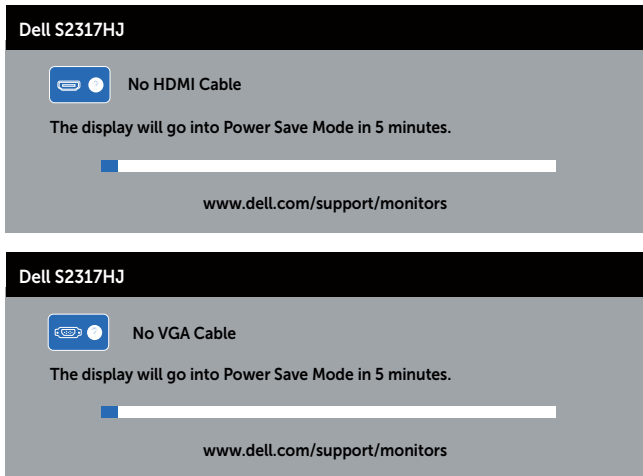 Dell S2317HJ
No HDMI Cable
The display will go into Power Save Mode in 5 minutes.
www.dell.com/support/monitors
Dell S2317HJ
No VGA Cable
The display will go into Power Save Mode in 5 minutes.
www.dell.com/support/monitors